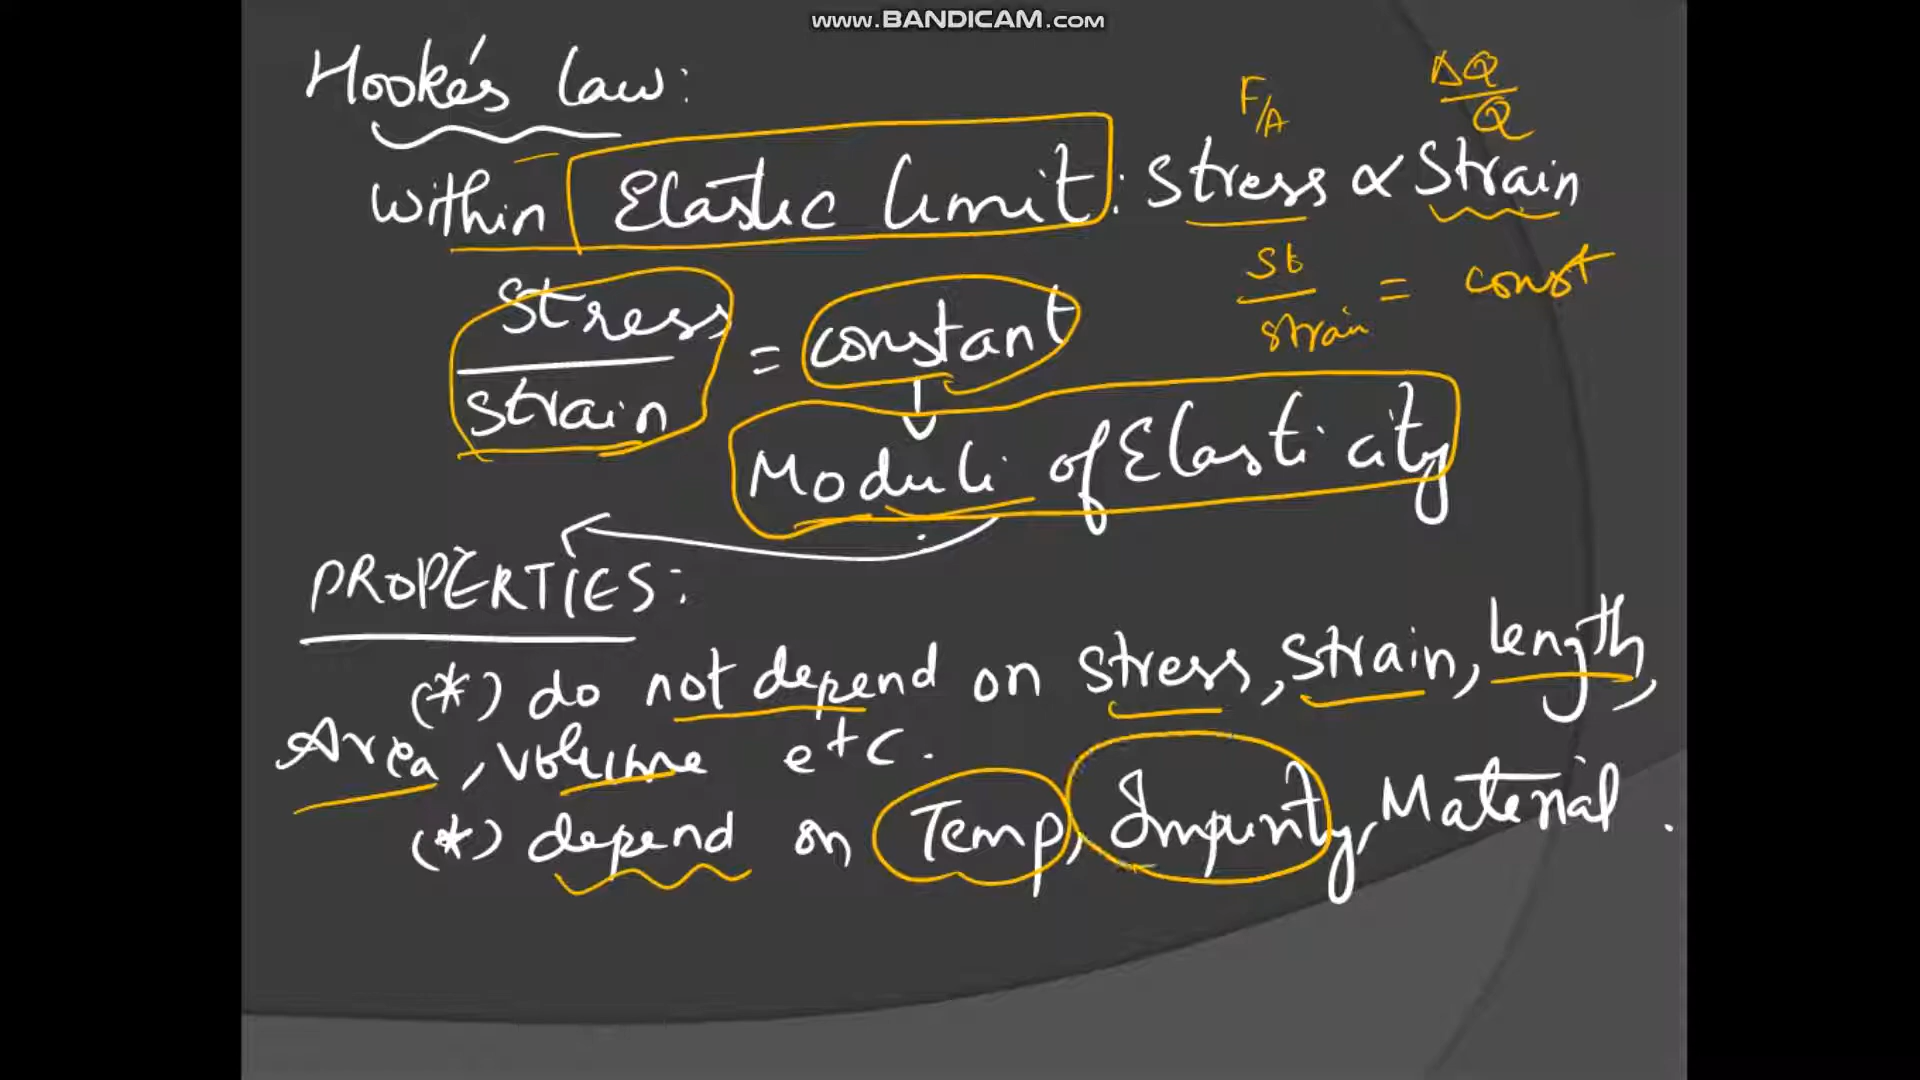 www.BANDICAM.com
Hooke's law:
F/A
ΔQ/Q
within Elastic limit: Stress ∝ Strain
Stress/Strain = constant
St/strain = const
Moduli of Elasticity
PROPERTIES:
(*) do not depend on stress, strain, length,
Area, volume etc.
(*) depend on Temp, Impurity, Material.